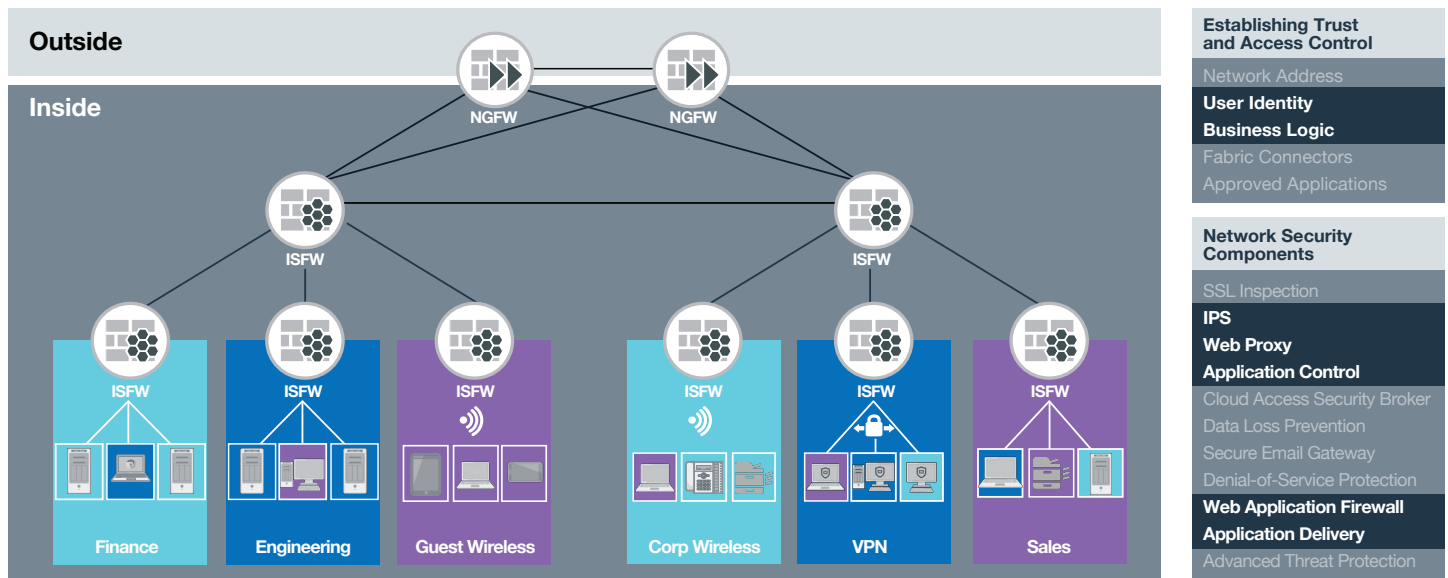 Outside
NGFW
NGFW
Inside
ISFW
ISFW
ISFW
ISFW
ISFW
ISFW
ISFW
ISFW
Finance
Engineering
Guest Wireless
Corp Wireless
VPN
Sales
Establishing Trust
and Access Control
Network Address
User Identity
Business Logic
Fabric Connectors
Approved Applications
Network Security
Components
SSL Inspection
IPS
Web Proxy
Application Control
Cloud Access Security Broker
Data Loss Prevention
Secure Email Gateway
Denial-of-Service Protection
Web Application Firewall
Application Delivery
Advanced Threat Protection